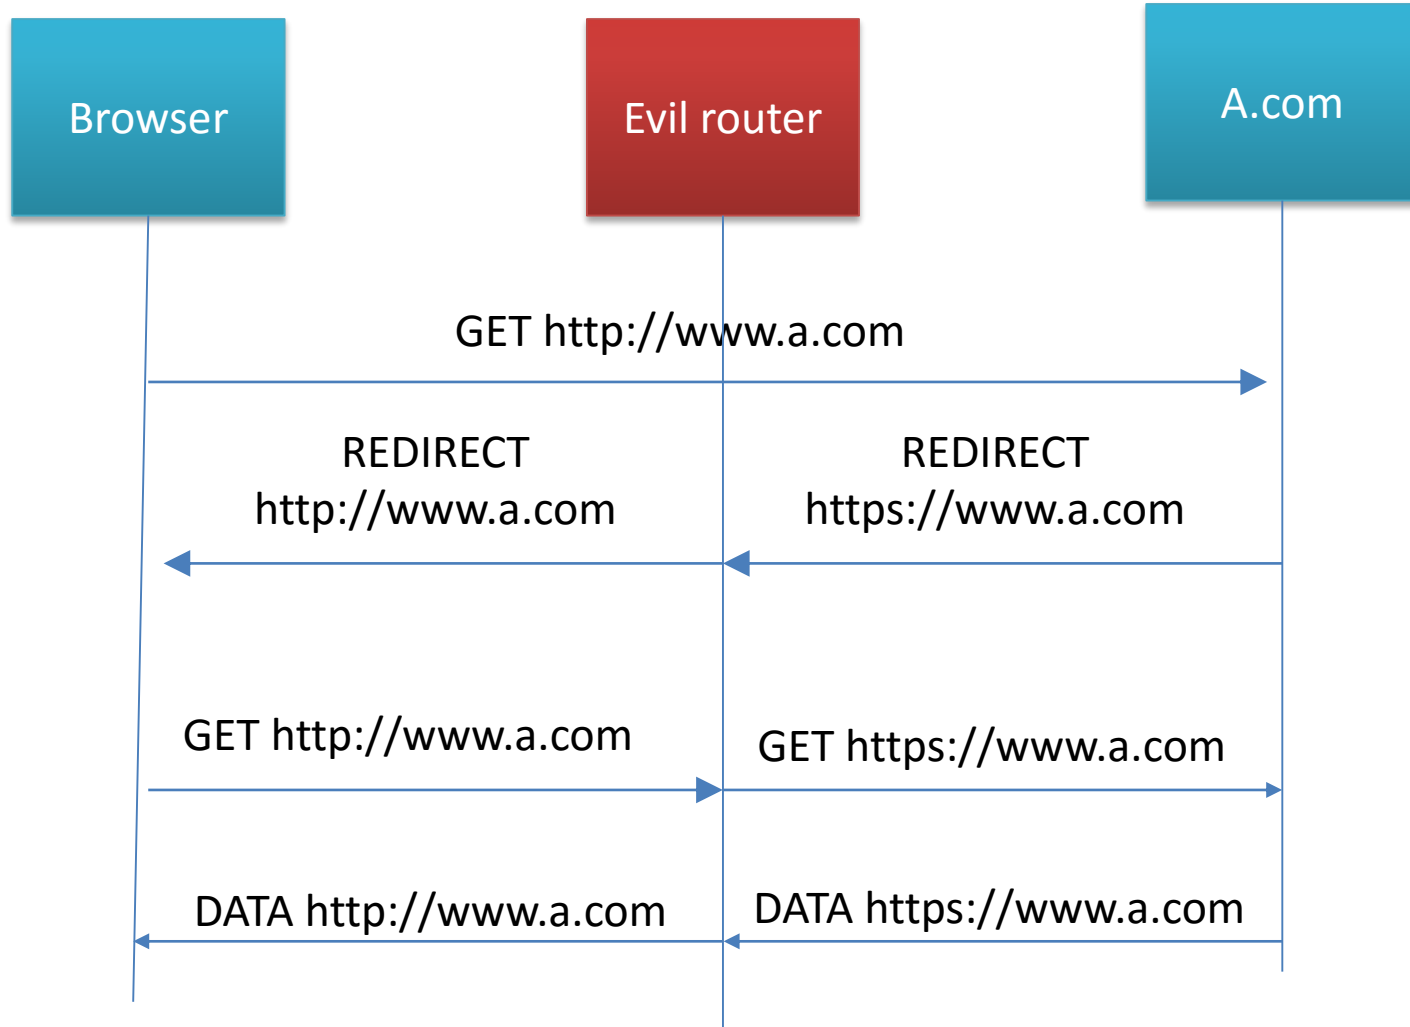 Browser
Evil router
A.com
GET http://www.a.com
REDIRECT
http://www.a.com
REDIRECT
https://www.a.com
GET http://www.a.com
GET https://www.a.com
DATA http://www.a.com
DATA https://www.a.com